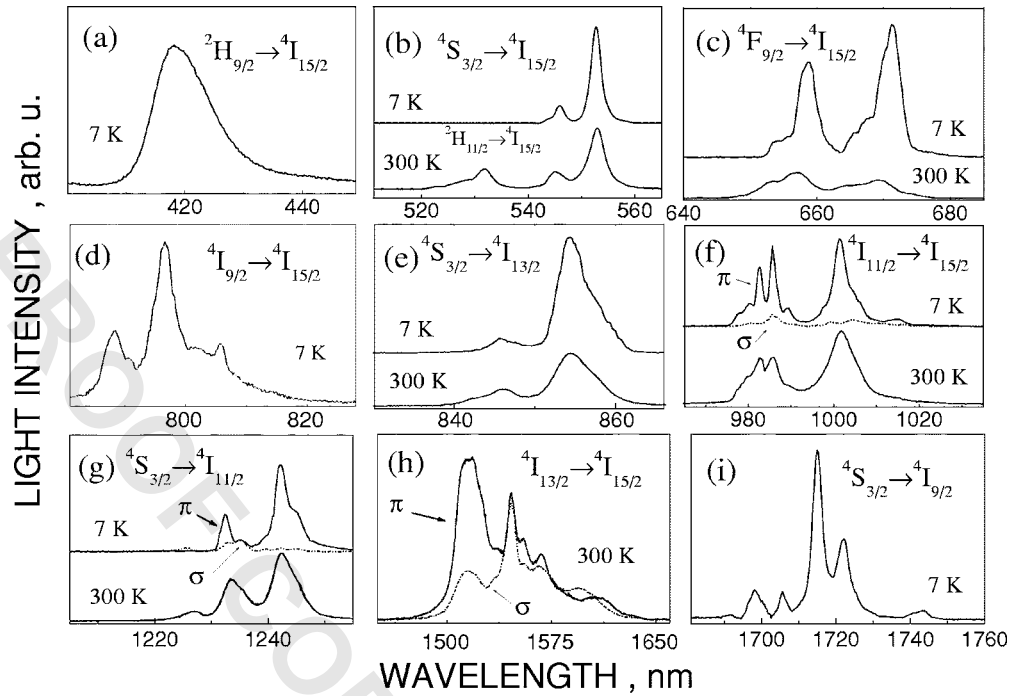 (a) ²H₉/₂→⁴I₁₅/₂
7 K
420 440
(b) ⁴S₃/₂→⁴I₁₅/₂
7 K
²H₁₁/₂→⁴I₁₅/₂
300 K
520 540 560
(c) ⁴F₉/₂→⁴I₁₅/₂
7 K
300 K
640 660 680
(d) ⁴I₉/₂→⁴I₁₅/₂
7 K
800 820
(e) ⁴S₃/₂→⁴I₁₃/₂
7 K
300 K
840 860
(f) ⁴I₁₁/₂→⁴I₁₅/₂
π
7 K
σ
300 K
980 1000 1020
(g) ⁴S₃/₂→⁴I₁₁/₂
7 K
π
σ
300 K
1220 1240
(h) ⁴I₁₃/₂→⁴I₁₅/₂
π
300 K
σ
1500 1575 1650
(i) ⁴S₃/₂→⁴I₉/₂
7 K
1700 1720 1740 1760
LIGHT INTENSITY , arb. u.
WAVELENGTH , nm
PROOF COP